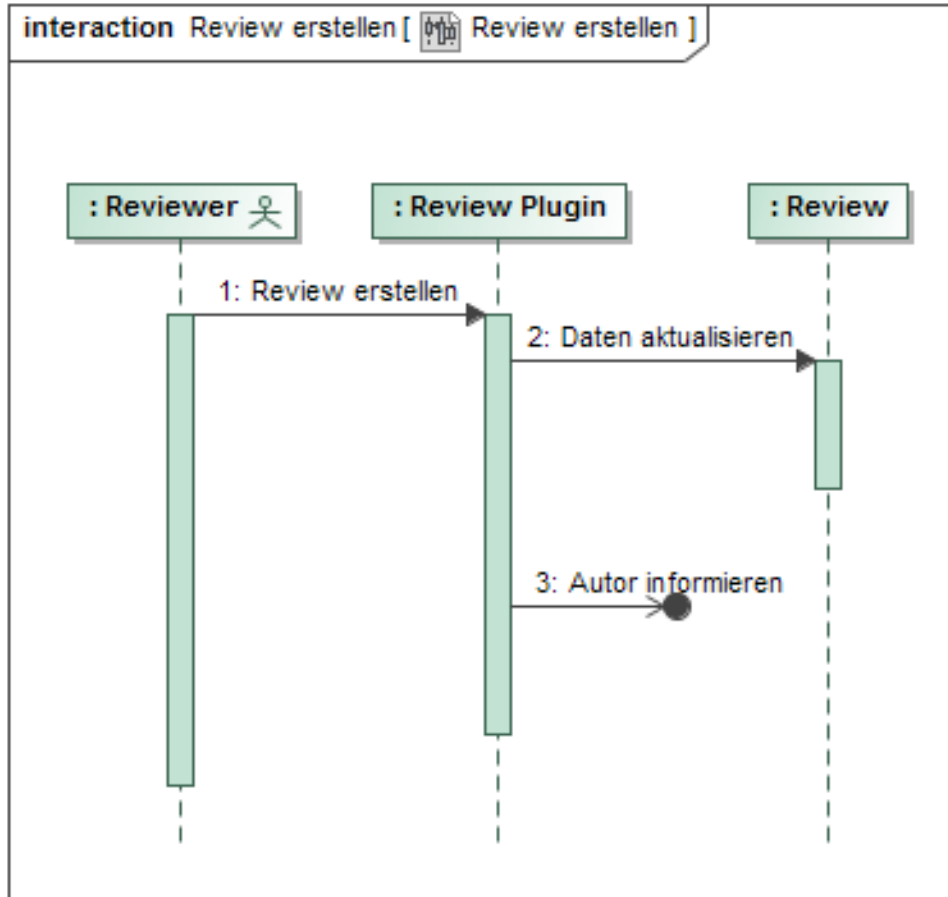 interaction Review erstellen [ Review erstellen ]
: Reviewer
: Review Plugin
: Review
1: Review erstellen
2: Daten aktualisieren
3: Autor informieren